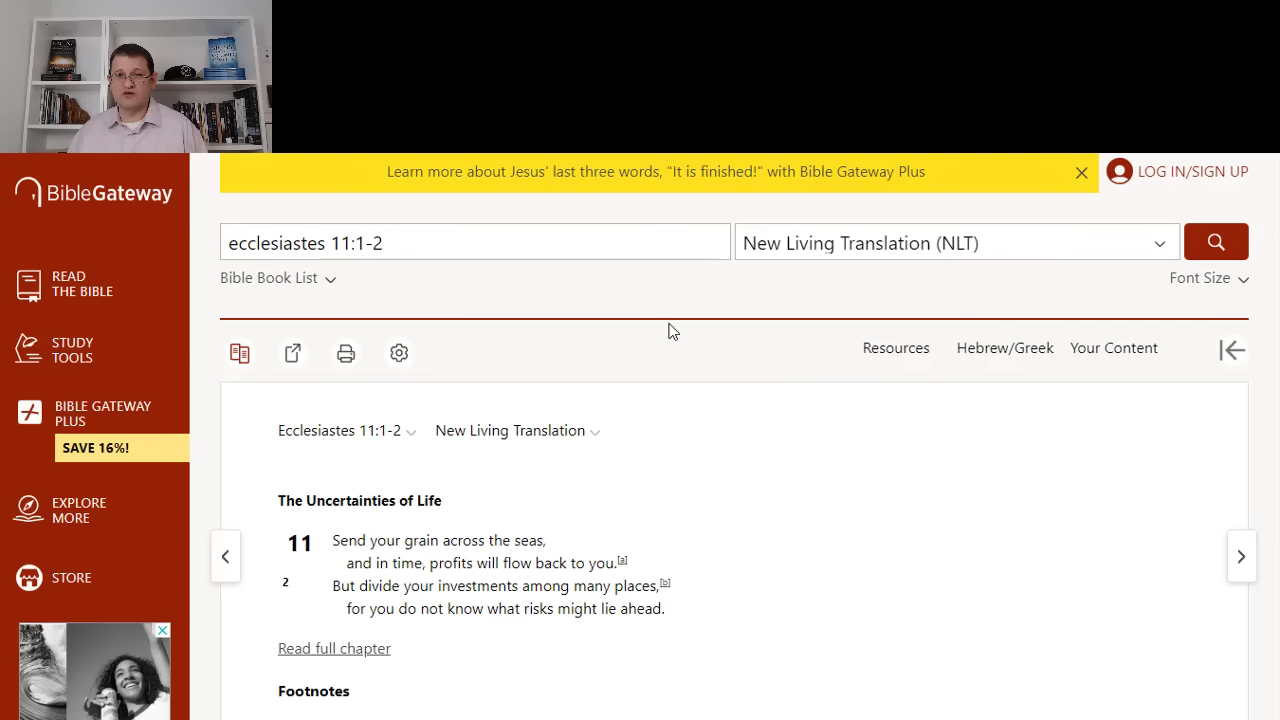 BibleGateway
Learn more about Jesus' last three words, "It is finished!" with Bible Gateway Plus
LOG IN/SIGN UP
ecclesiastes 11:1-2
New Living Translation (NLT)
Bible Book List
Font Size
READ
THE BIBLE
STUDY
TOOLS
BIBLE GATEWAY
PLUS
SAVE 16%!
EXPLORE
MORE
STORE
Resources
Hebrew/Greek
Your Content
Ecclesiastes 11:1-2
New Living Translation
The Uncertainties of Life
11 Send your grain across the seas,
and in time, profits will flow back to you.[a]
2 But divide your investments among many places,[b]
for you do not know what risks might lie ahead.
Read full chapter
Footnotes